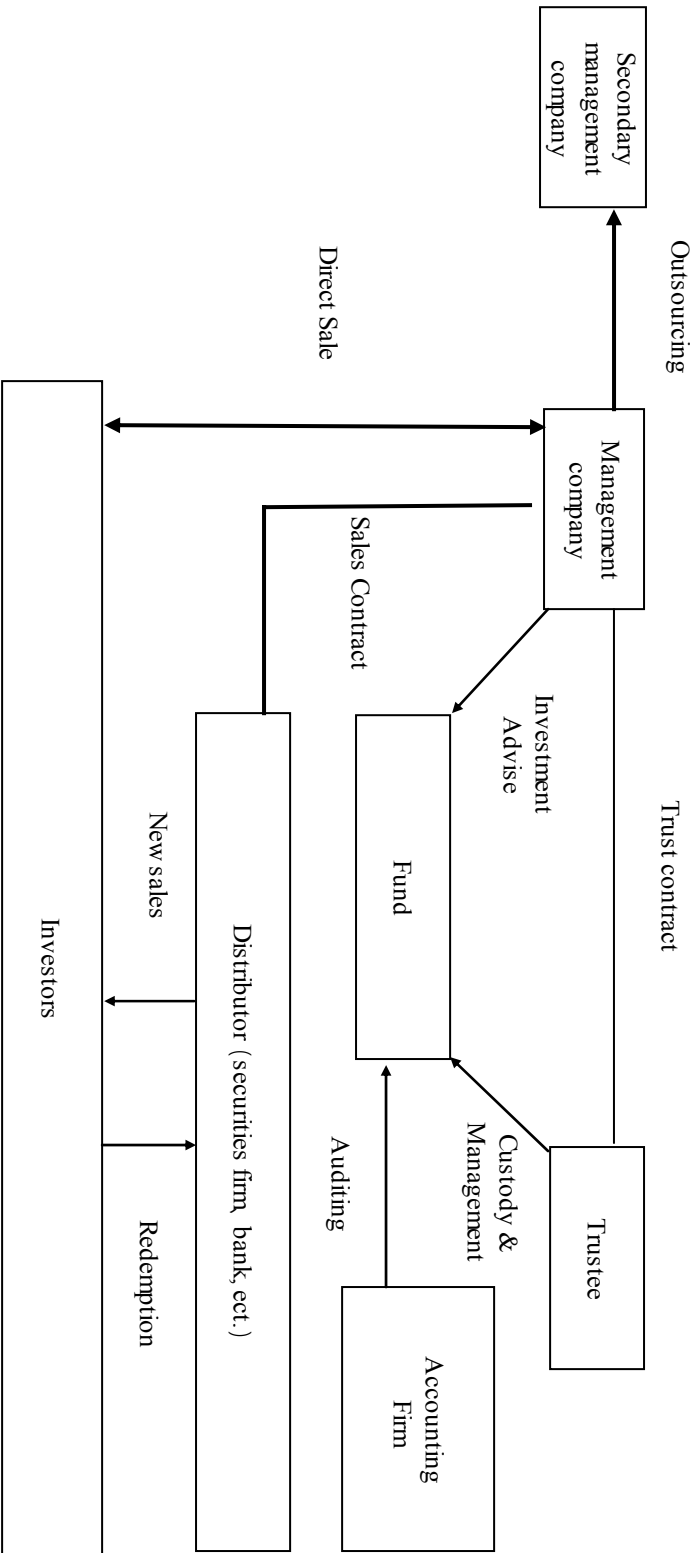 Outsourcing
Trust contract
Secondary
management
company
Management
company
Trustee
Investment
Advise
Custody &
Management
Direct Sale
Sales Contract
Fund
Auditing
Accounting
Firm
Distributor (securities firm, bank, ect.)
New sales
Redemption
Investors